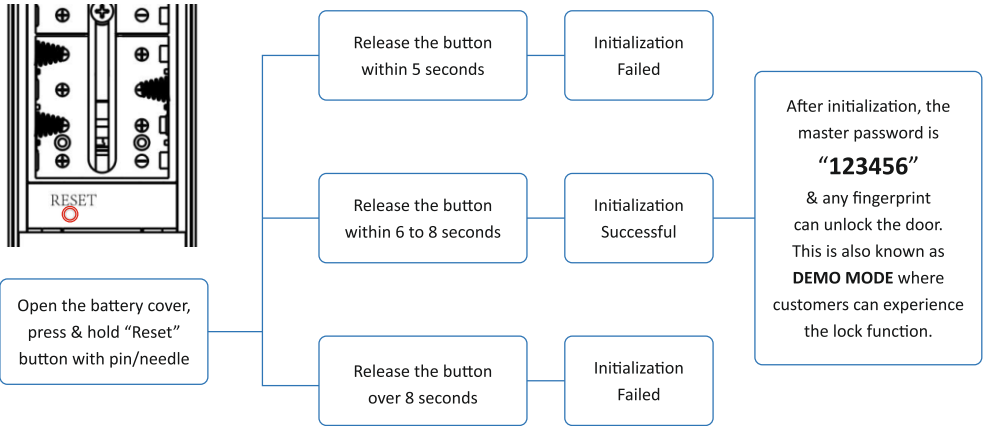 RESET
Open the battery cover,
press & hold “Reset”
button with pin/needle
Release the button
within 5 seconds
Initialization
Failed
Release the button
within 6 to 8 seconds
Initialization
Successful
After initialization, the
master password is
“123456”
& any fingerprint
can unlock the door.
This is also known as
DEMO MODE where
customers can experience
the lock function.
Release the button
over 8 seconds
Initialization
Failed